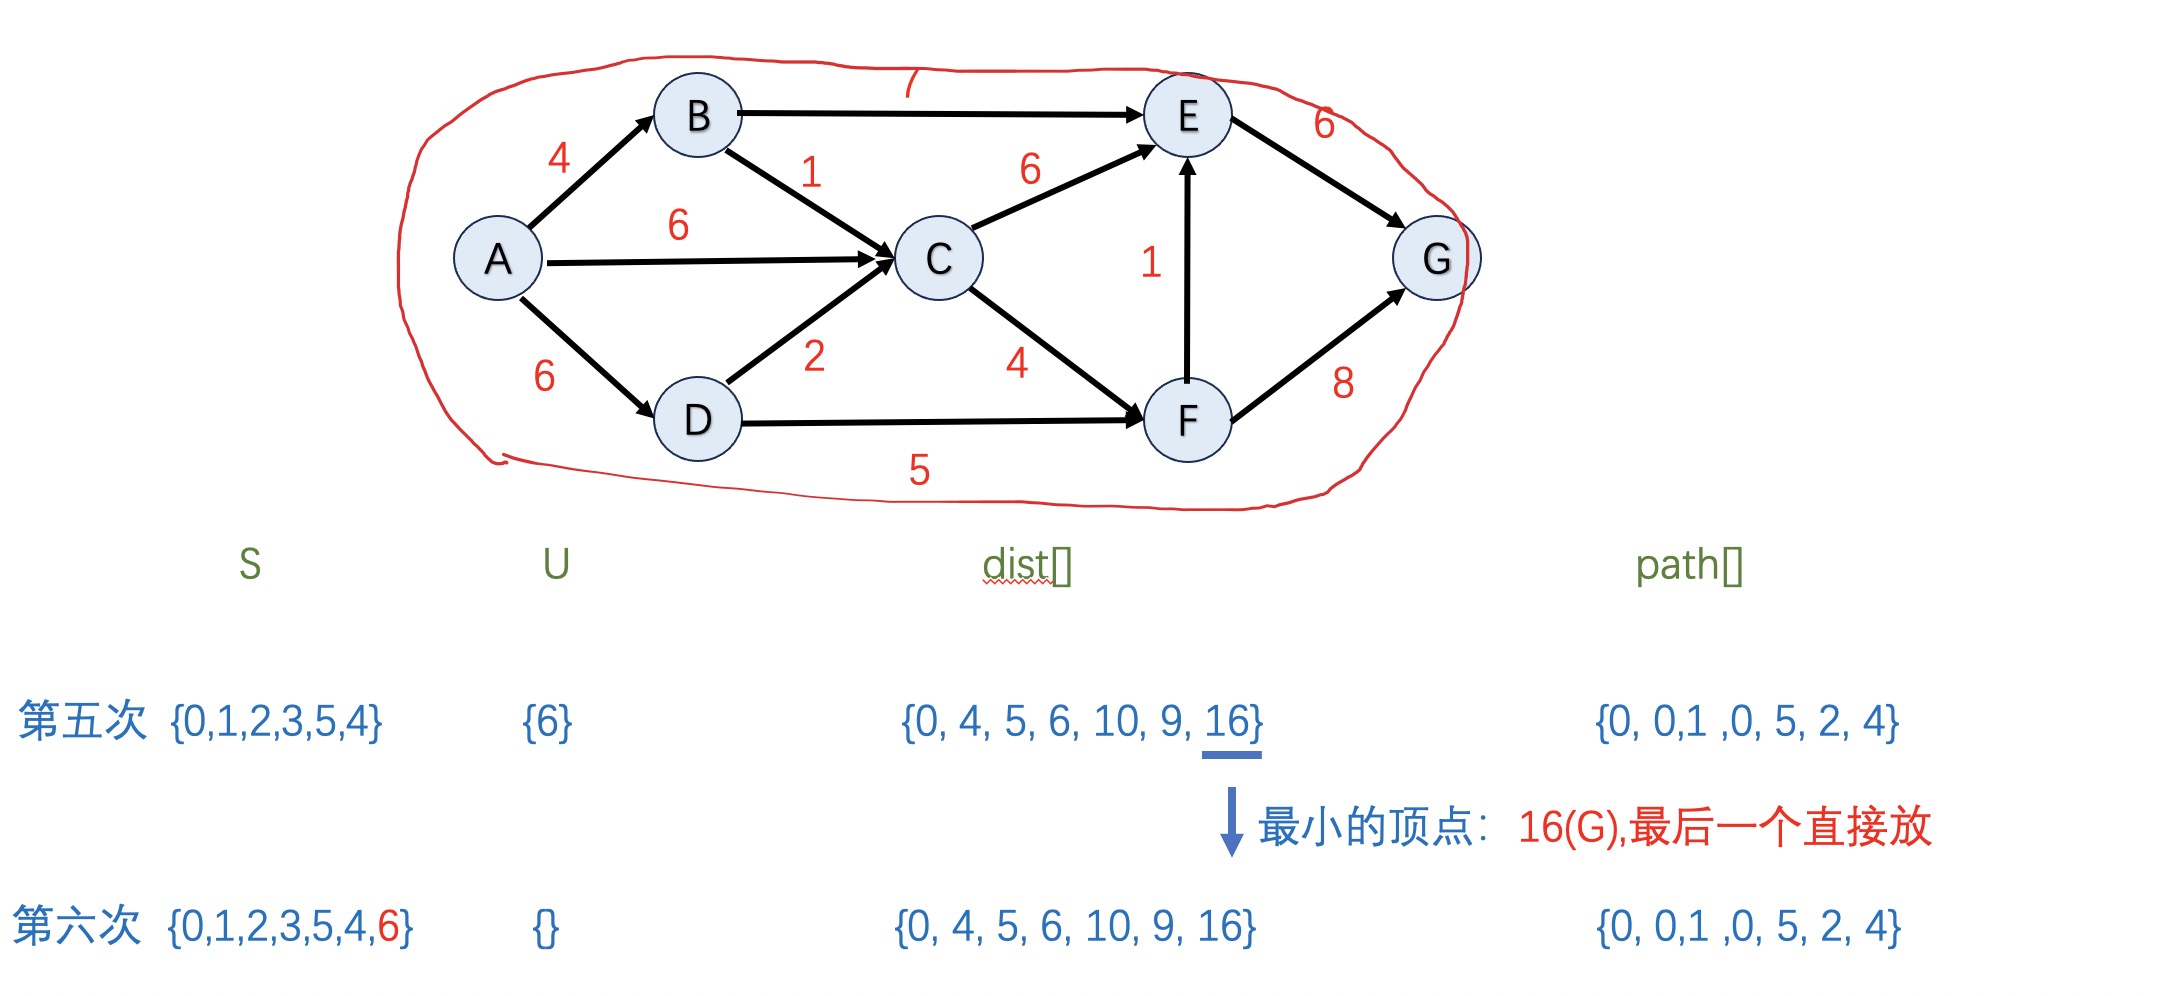 B
E
6
4
1
6
6
A
C
G
1
6
2
4
8
D
F
5
S U dist[] path[]
第五次 {0,1,2,3,5,4} {6} {0, 4, 5, 6, 10, 9, 16} {0, 0,1 ,0, 5, 2, 4}
最小的顶点: 16(G),最后一个直接放
第六次 {0,1,2,3,5,4,6} {} {0, 4, 5, 6, 10, 9, 16} {0, 0,1 ,0, 5, 2, 4}